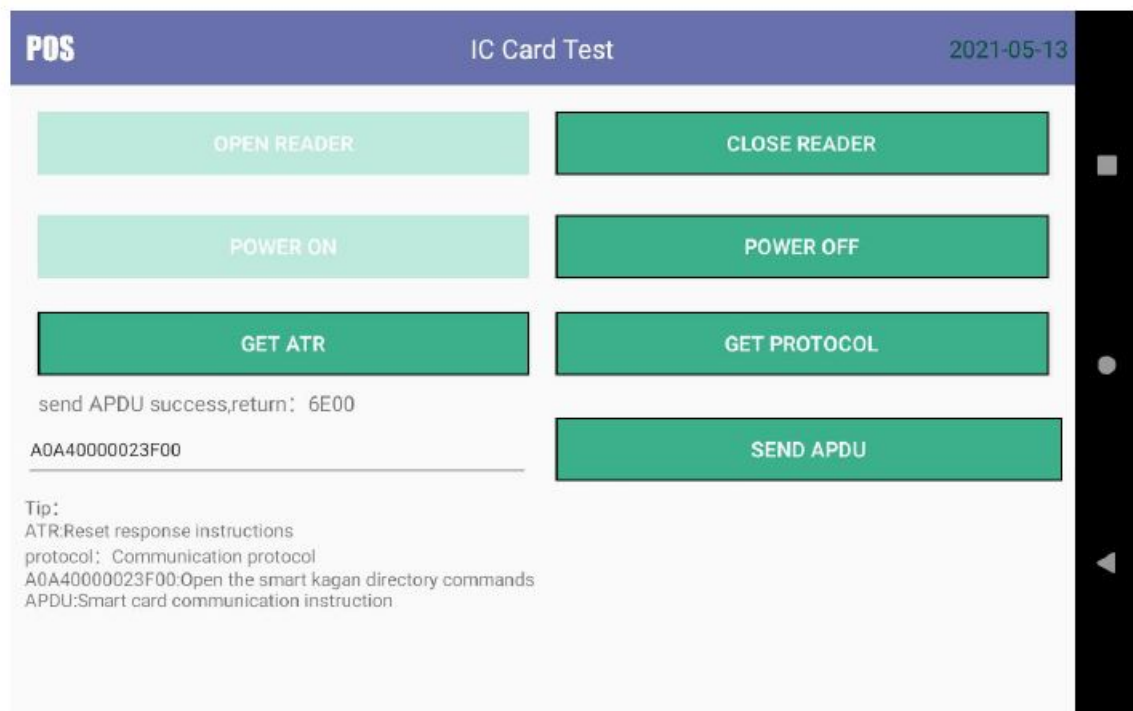 POS IC Card Test 2021-05-13
OPEN READER CLOSE READER
POWER ON POWER OFF
GET ATR GET PROTOCOL
send APDU success,return：6E00
A0A40000023F00 SEND APDU
Tip：
ATR:Reset response instructions
protocol：Communication protocol
A0A40000023F00:Open the smart kagan directory commands
APDU:Smart card communication instruction